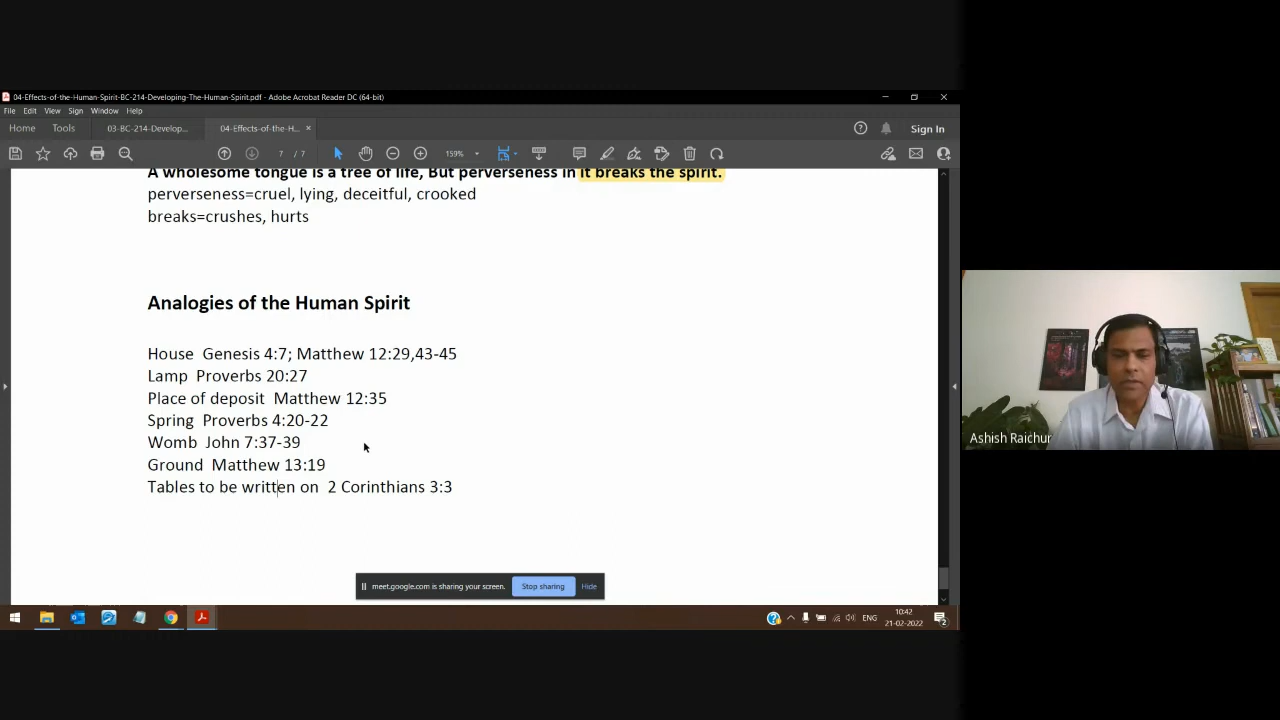 04-Effects-of-the-Human-Spirit-BC-214-Developing-The-Human-Spirit.pdf - Adobe Acrobat Reader DC (64-bit)
File Edit View Sign Window Help
Home Tools 03-BC-214-Develop... 04-Effects-of-the-H... × Sign In
7 / 7 159%
A wholesome tongue is a tree of life, But perverseness in it breaks the spirit.
perverseness=cruel, lying, deceitful, crooked
breaks=crushes, hurts
Analogies of the Human Spirit
House Genesis 4:7; Matthew 12:29,43-45
Lamp Proverbs 20:27
Place of deposit Matthew 12:35
Spring Proverbs 4:20-22
Womb John 7:37-39
Ground Matthew 13:19
Tables to be written on 2 Corinthians 3:3
Ashish Raichur
meet.google.com is sharing your screen. Stop sharing Hide
ENG 10:42
21-02-2022
2